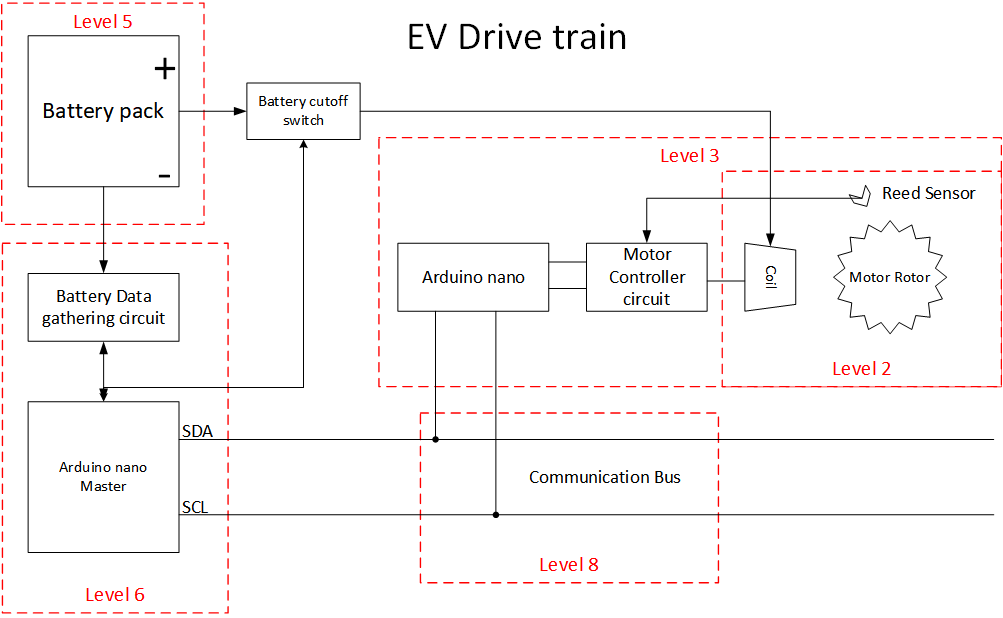 Level 5
EV Drive train
+
Battery pack
-
Battery cutoff
switch
Level 3
Reed Sensor
Motor
Controller
circuit
Arduino nano
Coil
Motor Rotor
Battery Data
gathering circuit
Level 2
SDA
Arduino nano
Master
Communication Bus
SCL
Level 8
Level 6